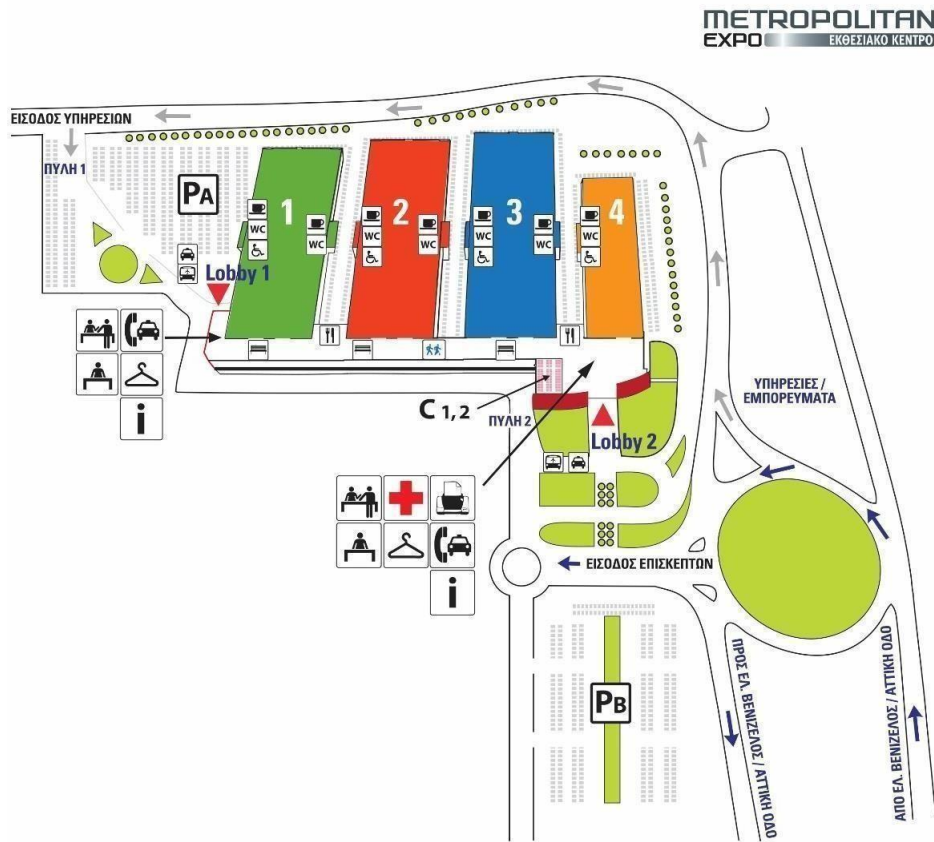 METROPOLITAN
EXPO ΕΚΘΕΣΙΑΚΟ ΚΕΝΤΡΟ
ΕΙΣΟΔΟΣ ΥΠΗΡΕΣΙΩΝ
ΠΥΛΗ 1
PA
1
2
3
4
WC
WC
WC
WC
WC
WC
WC
Lobby 1
i
C 1,2
ΠΥΛΗ 2
Lobby 2
ΥΠΗΡΕΣΙΕΣ /
ΕΜΠΟΡΕΥΜΑΤΑ
i
ΕΙΣΟΔΟΣ ΕΠΙΣΚΕΠΤΩΝ
PB
ΠΡΟΣ ΕΛ. ΒΕΝΙΖΕΛΟΣ / ΑΤΤΙΚΗ ΟΔΟ
ΑΠΟ ΕΛ. ΒΕΝΙΖΕΛΟΣ / ΑΤΤΙΚΗ ΟΔΟ